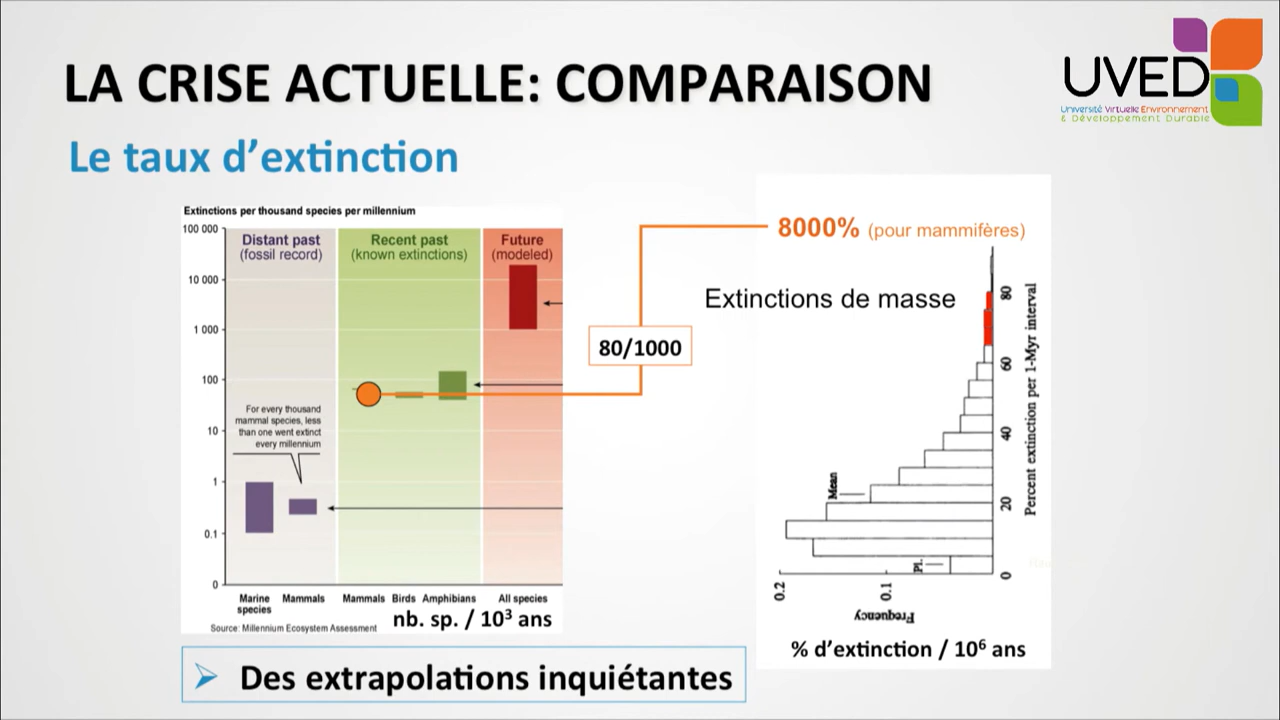 LA CRISE ACTUELLE: COMPARAISON
UVED
Université Virtuelle Environnement
& Développement Durable
Le taux d’extinction
Extinctions per thousand species per millennium
100 000
10 000
1 000
100
10
1
0.1
0
Distant past
(fossil record)
Recent past
(known extinctions)
Future
(modeled)
For every thousand
mammal species, less
than one went extinct
every millennium
Marine
species
Mammals
Mammals
Birds
Amphibians
All species
Source: Millennium Ecosystem Assessment
nb. sp. / 10³ ans
80/1000
8000% (pour mammifères)
Extinctions de masse
Percent extinction per 1-Myr interval
80
60
40
20
0
Mean
Pl.
0.2
0.1
Frequency
% d’extinction / 10⁶ ans
Des extrapolations inquiétantes